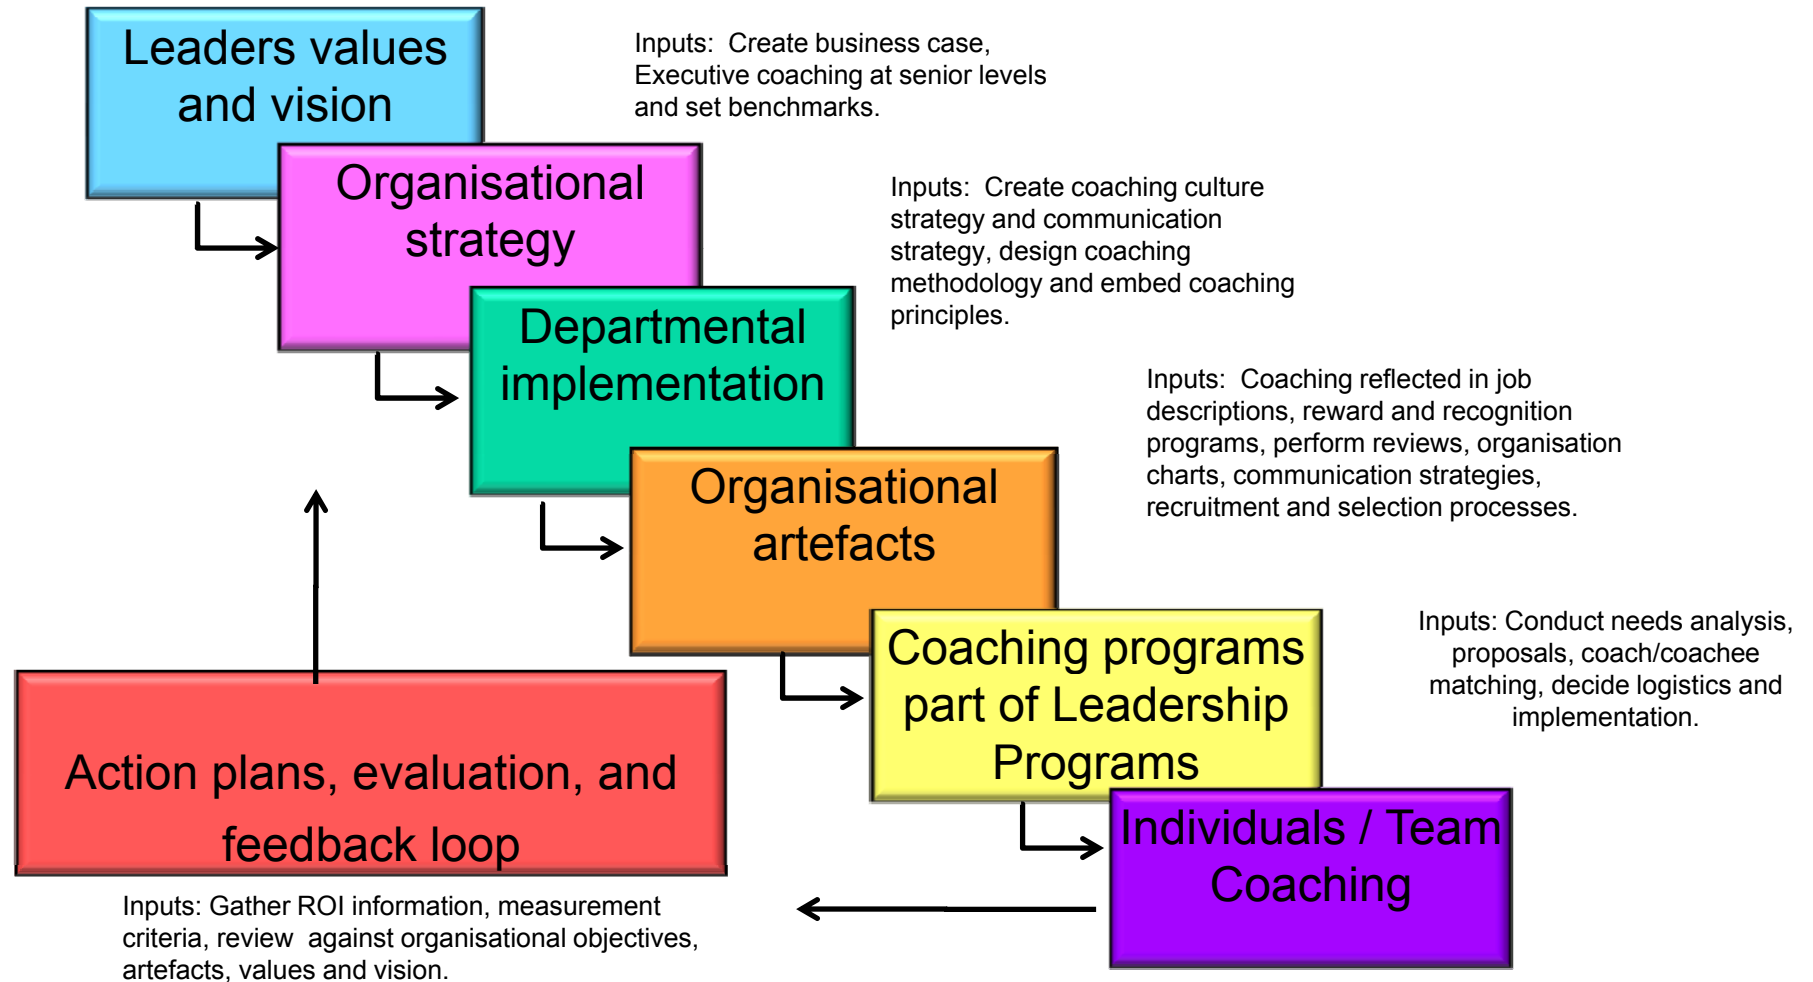 Leaders values
and vision
Inputs:  Create business case,
Executive coaching at senior levels
and set benchmarks.
Organisational
strategy
Inputs:  Create coaching culture
strategy and communication
strategy, design coaching
methodology and embed coaching
principles.
Departmental
implementation
Inputs:  Coaching reflected in job
descriptions, reward and recognition
programs, perform reviews, organisation
charts, communication strategies,
recruitment and selection processes.
Organisational
artefacts
Inputs: Conduct needs analysis,
proposals, coach/coachee
matching, decide logistics and
implementation.
Coaching programs
part of Leadership
Programs
Individuals / Team
Coaching
Action plans, evaluation, and
feedback loop
Inputs: Gather ROI information, measurement
criteria, review  against organisational objectives,
artefacts, values and vision.